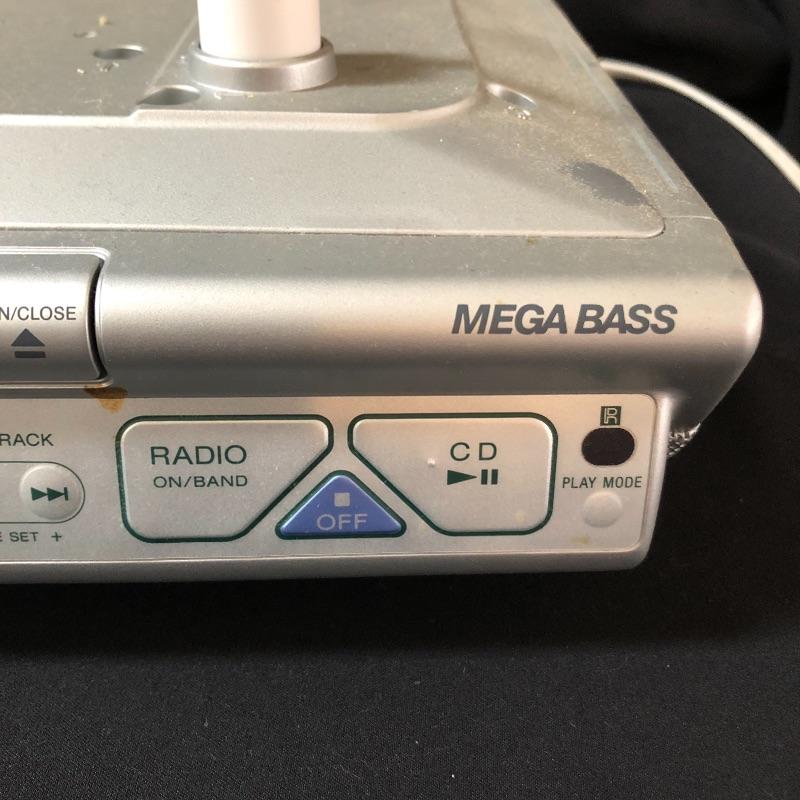 N/CLOSE
MEGA BASS
RACK
RADIO
ON/BAND
OFF
CD
R
PLAY MODE
E SET +